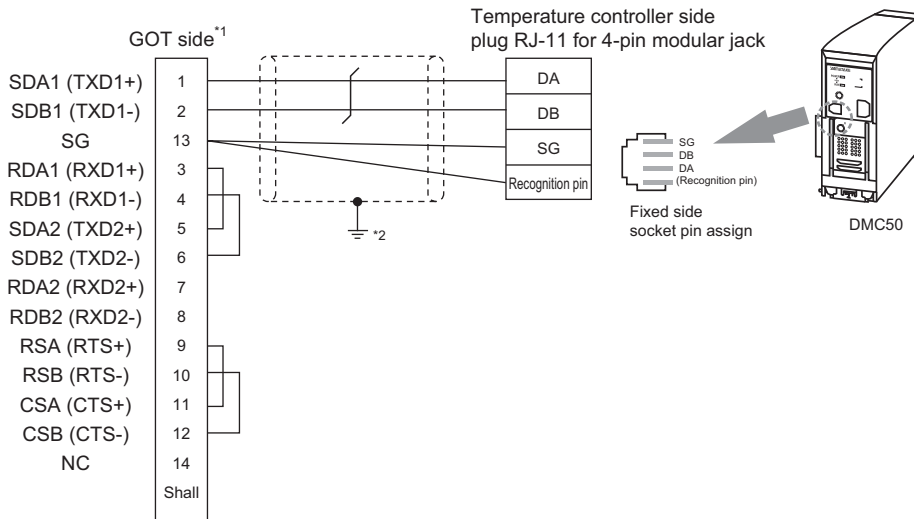 Temperature controller side
plug RJ-11 for 4-pin modular jack
GOT side*1
SDA1 (TXD1+) 1 DA
SDB1 (TXD1-) 2 DB
SG 13 SG
RDA1 (RXD1+) 3 Recognition pin
RDB1 (RXD1-) 4
SDA2 (TXD2+) 5
SDB2 (TXD2-) 6
RDA2 (RXD2+) 7
RDB2 (RXD2-) 8
RSA (RTS+) 9
RSB (RTS-) 10
CSA (CTS+) 11
CSB (CTS-) 12
NC 14
Shall
*2
SG
DB
DA
(Recognition pin)
Fixed side
socket pin assign
DMC50